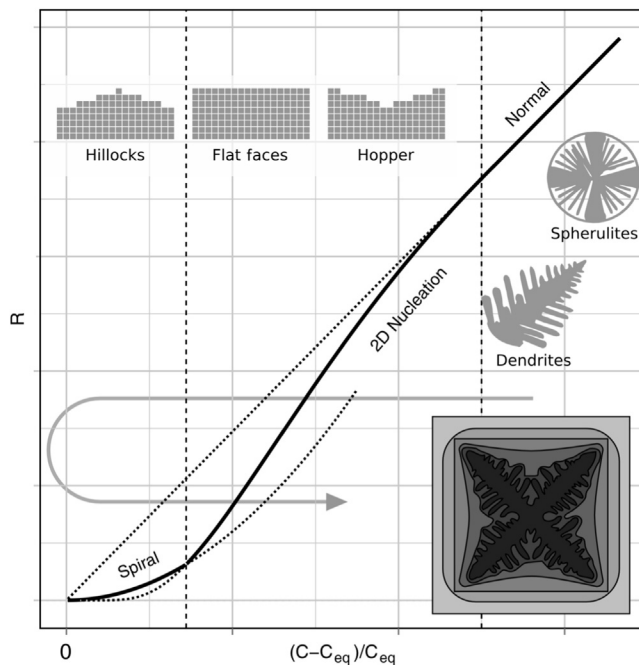 Hillocks
Flat faces
Hopper
Normal
Spherulites
2D Nucleation
Dendrites
R
Spiral
0
(C−Ceq)/Ceq